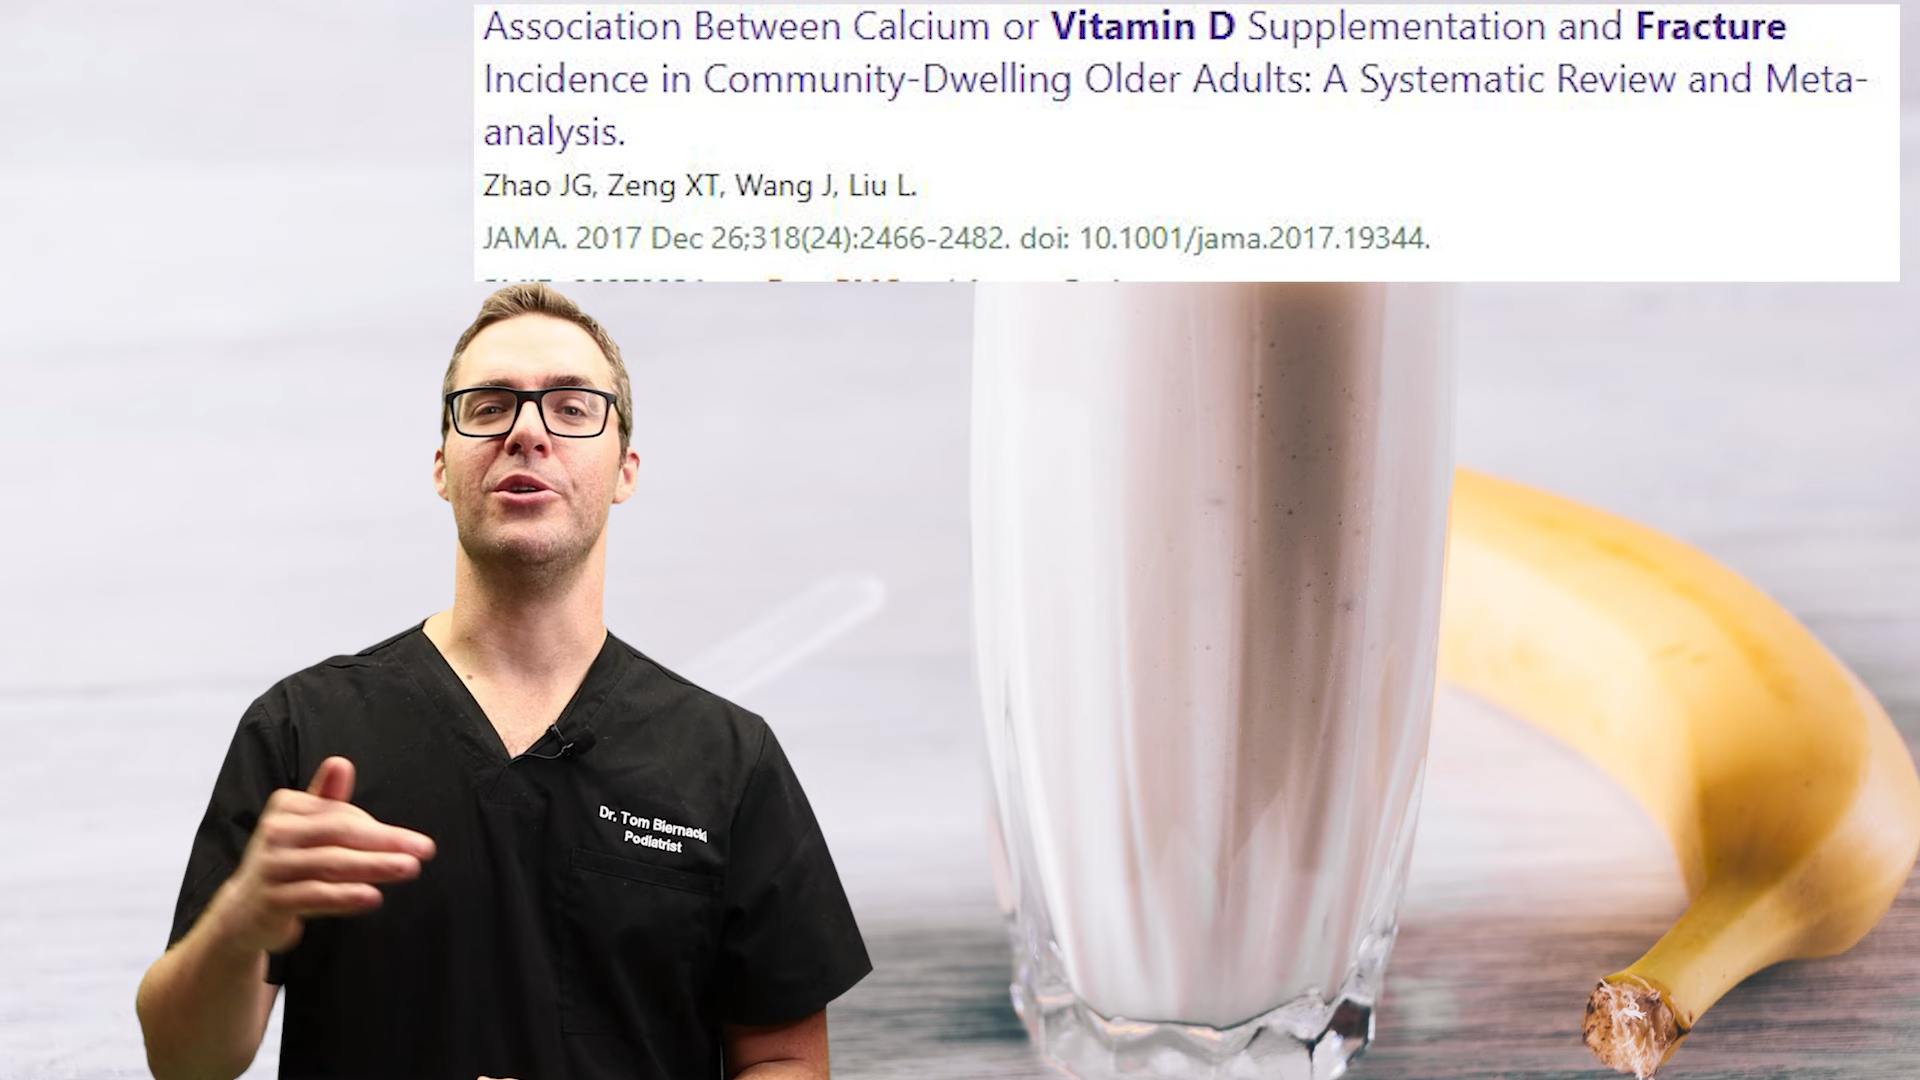 Association Between Calcium or Vitamin D Supplementation and Fracture
Incidence in Community-Dwelling Older Adults: A Systematic Review and Meta-
analysis.
Zhao JG, Zeng XT, Wang J, Liu L.
JAMA. 2017 Dec 26;318(24):2466-2482. doi: 10.1001/jama.2017.19344.
Dr. Tom Biernacki
Podiatrist